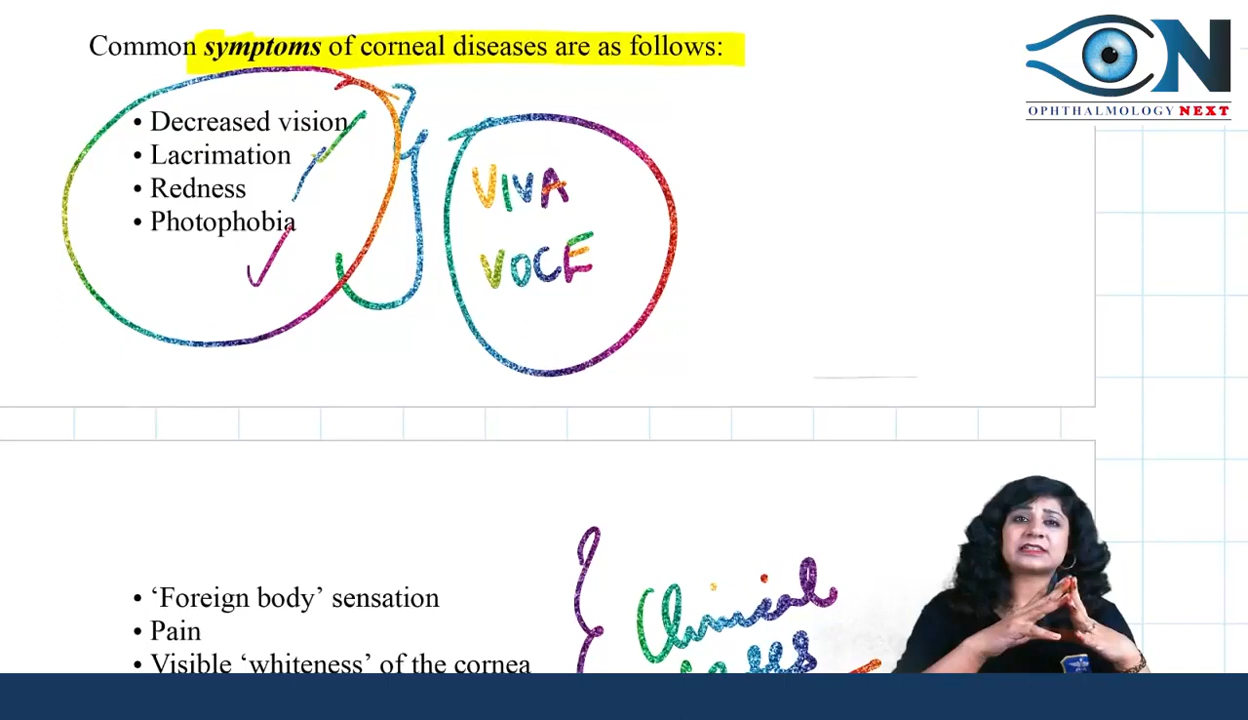 Common symptoms of corneal diseases are as follows:
OPHTHALMOLOGY NEXT
• Decreased vision
• Lacrimation
• Redness
• Photophobia
VIVA
VOCE
• ‘Foreign body’ sensation
• Pain
• Visible ‘whiteness’ of the cornea
Clinical